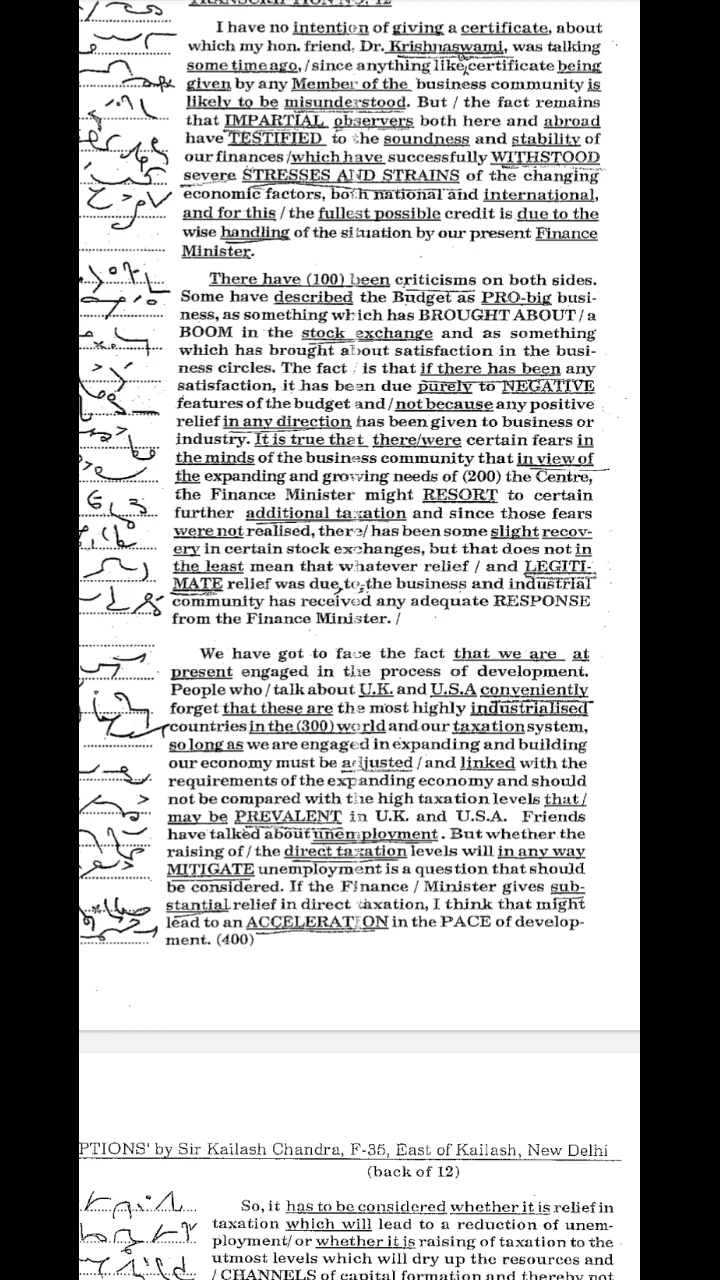 TRANSCRIPTION NO. 12
I have no intention of giving a certificate, about
which my hon. friend, Dr. Krishnaswami, was talking
some time ago, / since anything like certificate being
given by any Member of the business community is
likely to be misunderstood. But / the fact remains
that IMPARTIAL observers both here and abroad
have TESTIFIED to the soundness and stability of
our finances / which have successfully WITHSTOOD
severe STRESSES AND STRAINS of the changing
economic factors, both national and international,
and for this / the fullest possible credit is due to the
wise handling of the situation by our present Finance
Minister.
There have (100) been criticisms on both sides.
Some have described the Budget as PRO-big busi-
ness, as something which has BROUGHT ABOUT / a
BOOM in the stock exchange and as something
which has brought about satisfaction in the busi-
ness circles. The fact / is that if there has been any
satisfaction, it has been due purely to NEGATIVE
features of the budget and / not because any positive
relief in any direction has been given to business or
industry. It is true that there/were certain fears in
the minds of the business community that in view of
the expanding and growing needs of (200) the Centre,
the Finance Minister might RESORT to certain
further additional taxation and since those fears
were not realised, there/ has been some slight recov-
ery in certain stock exchanges, but that does not in
the least mean that whatever relief / and LEGITI-
MATE relief was due to the business and industrial
community has received any adequate RESPONSE
from the Finance Minister. /
We have got to face the fact that we are at
present engaged in the process of development.
People who / talk about U.K. and U.S.A conveniently
forget that these are the most highly industrialised
countries in the (300) world and our taxation system,
so long as we are engaged in expanding and building
our economy must be adjusted / and linked with the
requirements of the expanding economy and should
not be compared with the high taxation levels that /
may be PREVALENT in U.K. and U.S.A. Friends
have talked about unemployment. But whether the
raising of / the direct taxation levels will in any way
MITIGATE unemployment is a question that should
be considered. If the Finance / Minister gives sub-
stantial relief in direct taxation, I think that might
lead to an ACCELERATION in the PACE of develop-
ment. (400)
PTIONS' by Sir Kailash Chandra, F-35, East of Kailash, New Delhi
(back of 12)
So, it has to be considered whether it is relief in
taxation which will lead to a reduction of unem-
ployment/ or whether it is raising of taxation to the
utmost levels which will dry up the resources and
/ CHANNELS of capital formation and thereby not